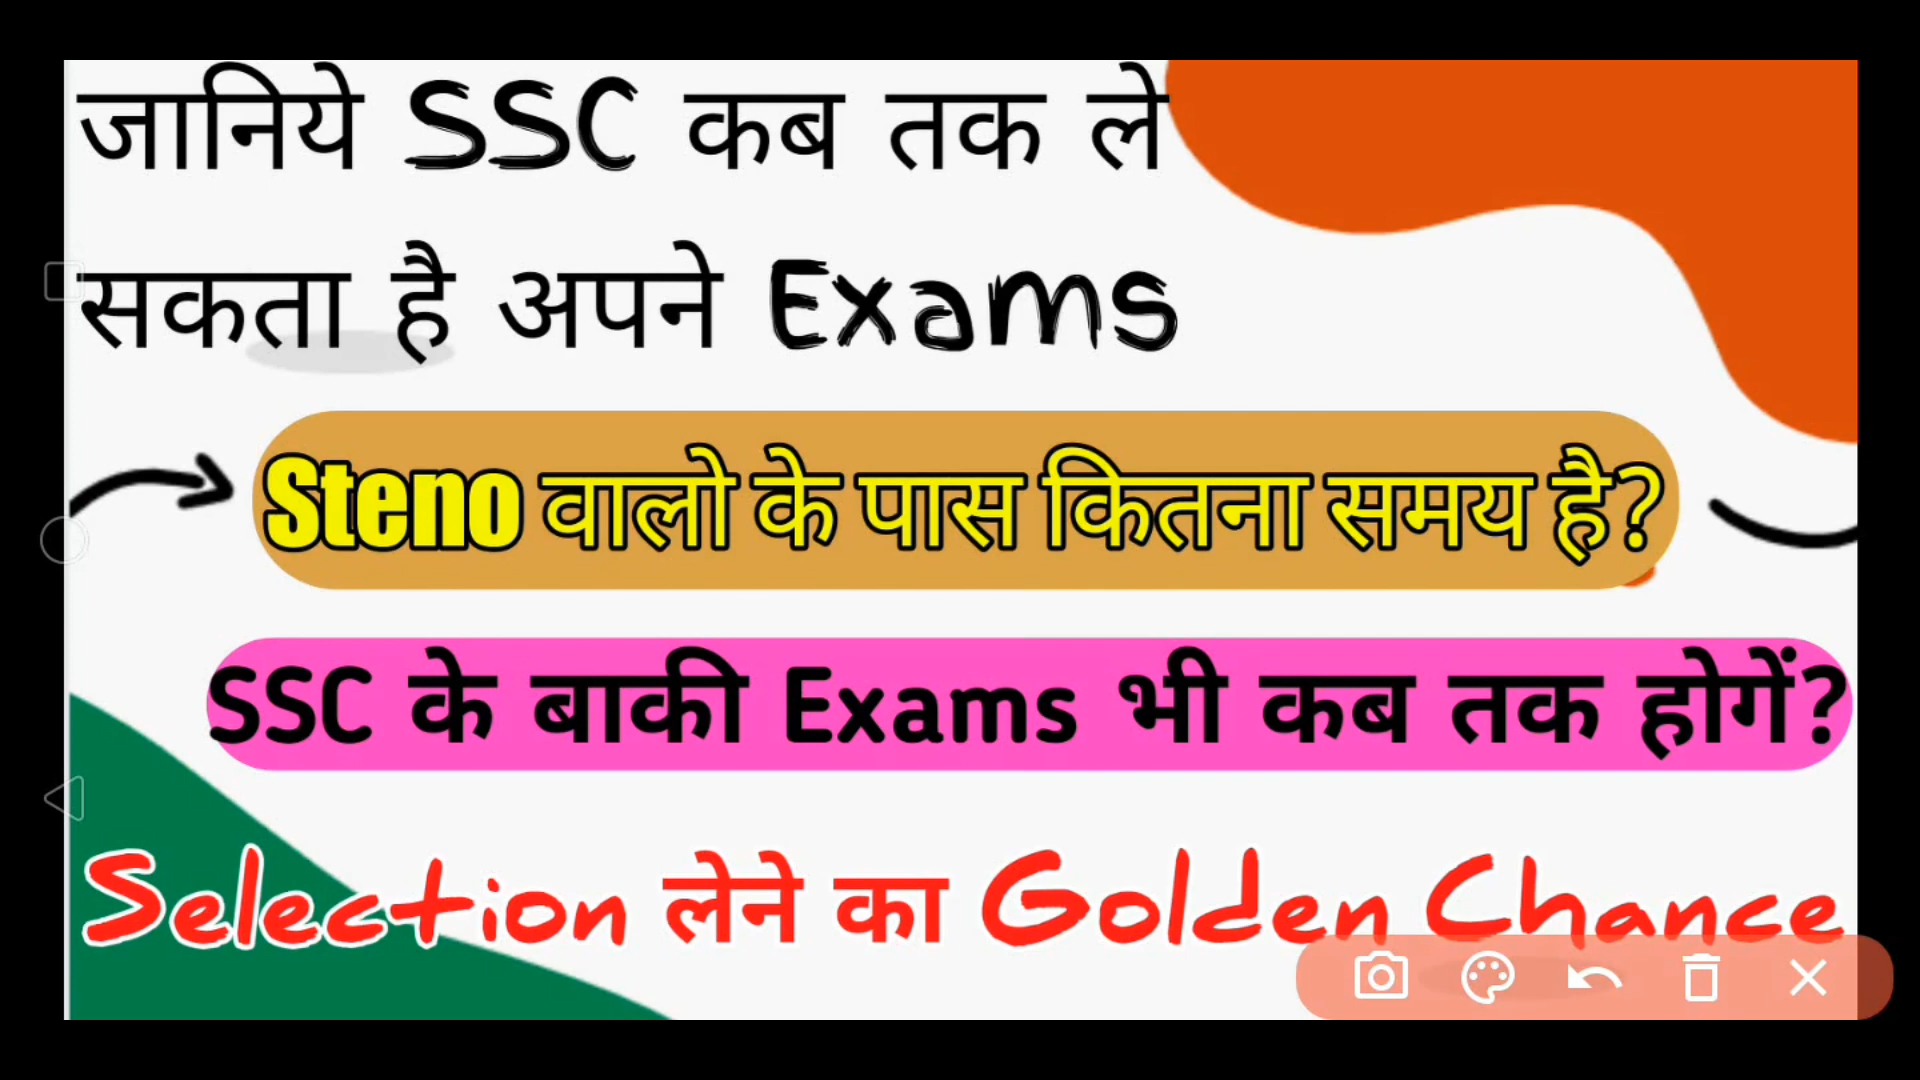 जानिये SSC कब तक ले
सकता है अपने Exams
Steno वालो के पास कितना समय है?
SSC के बाकी Exams भी कब तक होगें?
Selection लेने का Golden Chance